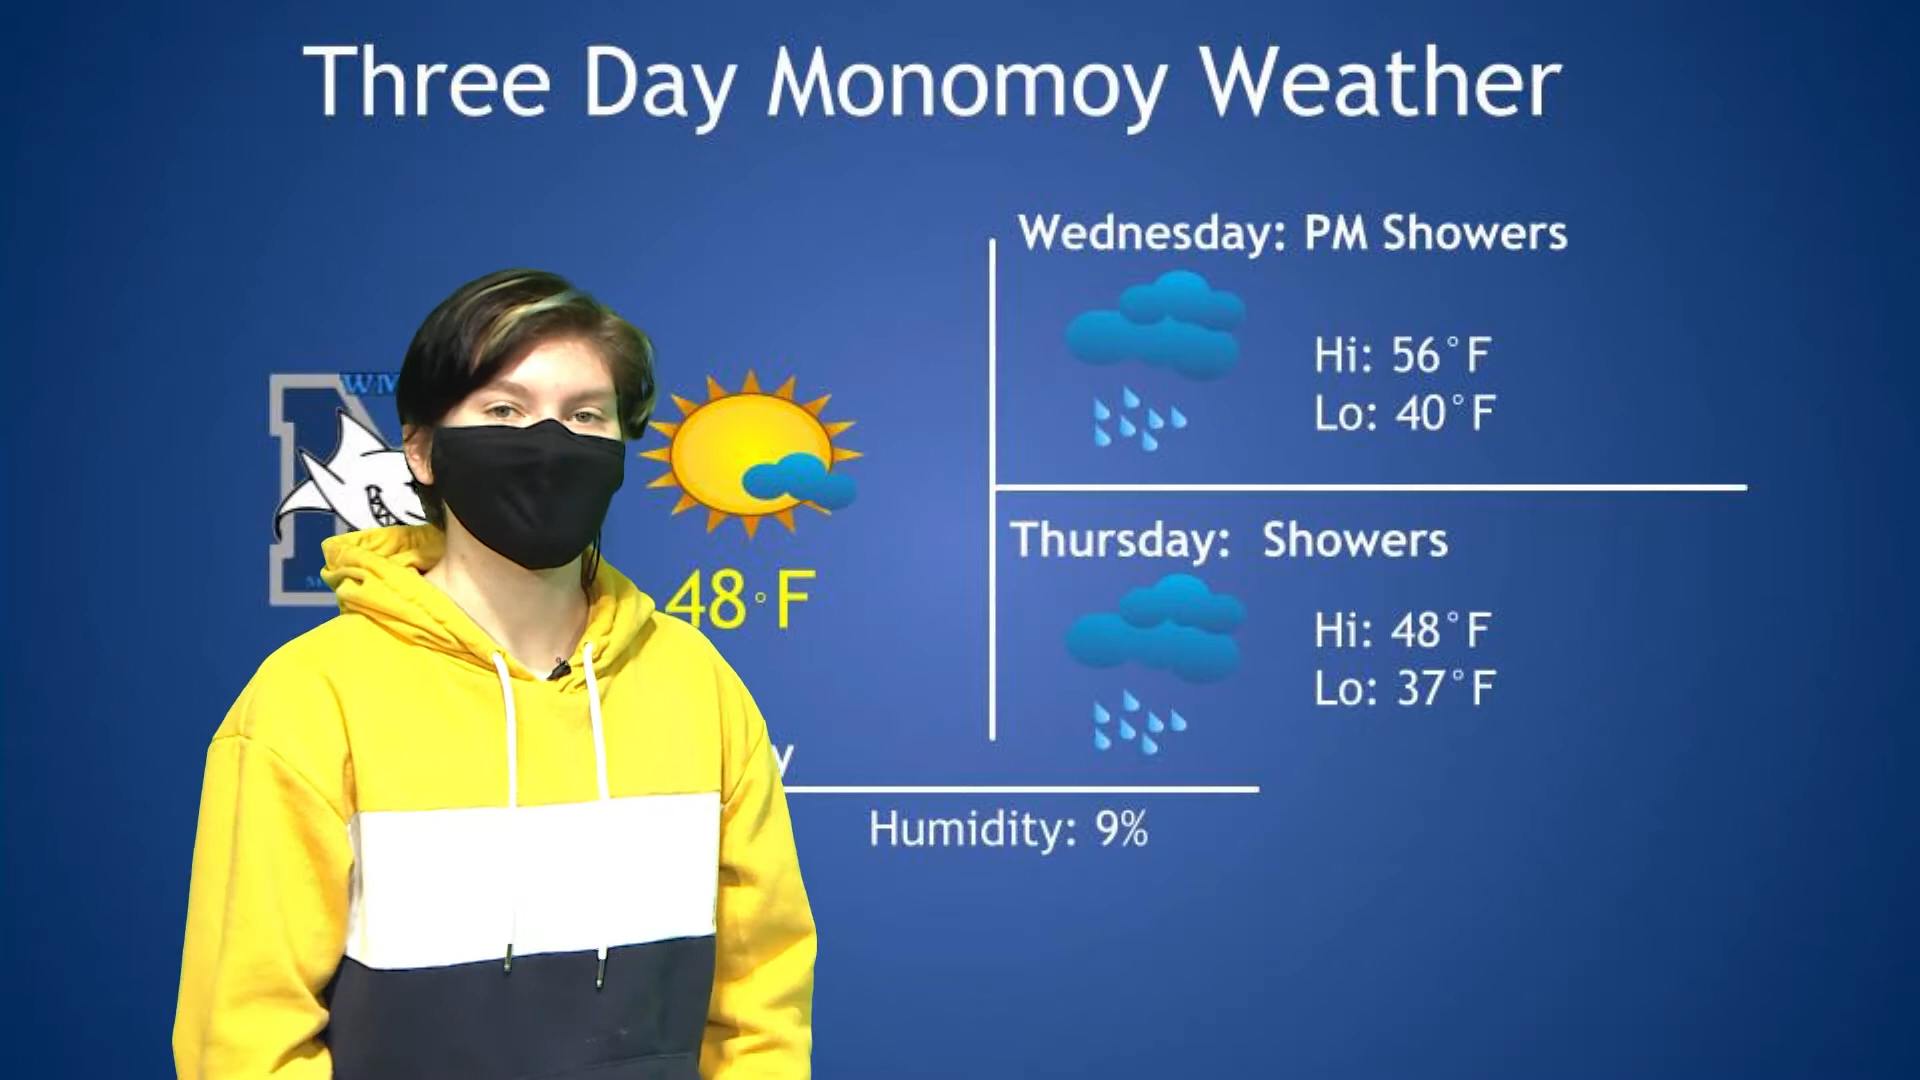 Three Day Monomoy Weather
WM
48°F
Wednesday: PM Showers
Hi: 56°F
Lo: 40°F
Thursday: Showers
Hi: 48°F
Lo: 37°F
Humidity: 9%